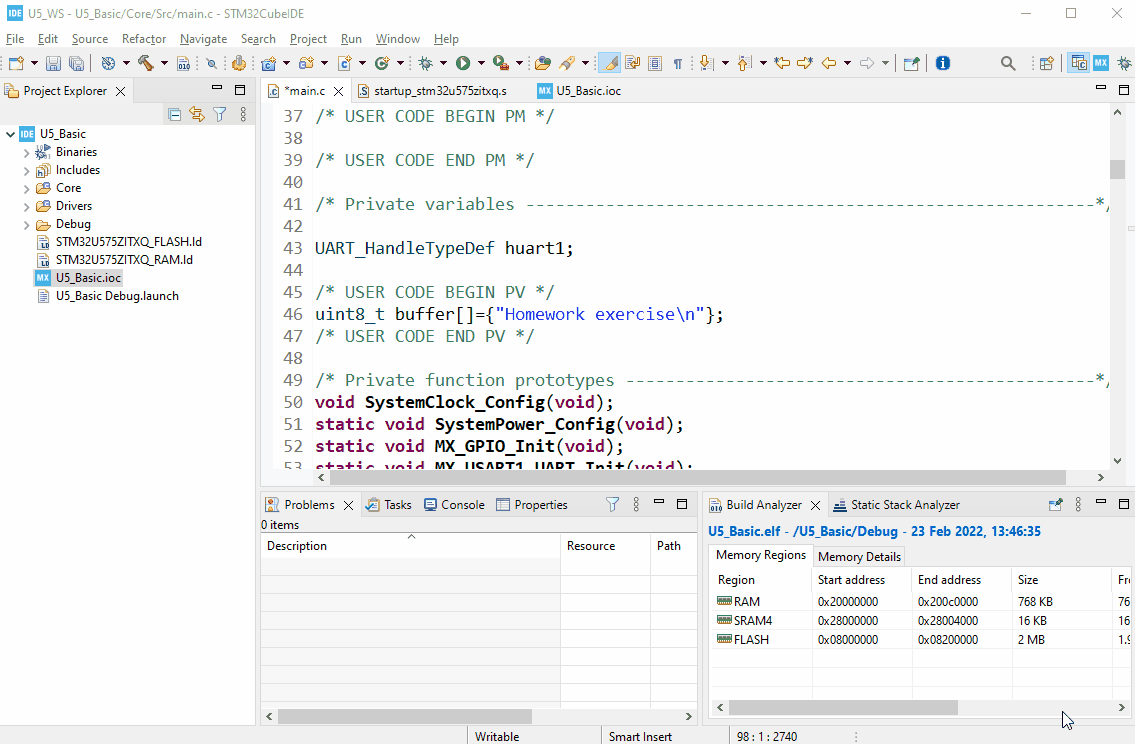 U5_WS - U5_Basic/Core/Src/main.c - STM32CubeIDE
File Edit Source Refactor Navigate Search Project Run Window Help
Project Explorer
U5_Basic
Binaries
Includes
Core
Drivers
Debug
STM32U575ZITXQ_FLASH.ld
STM32U575ZITXQ_RAM.ld
U5_Basic.ioc
U5_Basic Debug.launch
*main.c startup_stm32u575zitxq.s U5_Basic.ioc
37 /* USER CODE BEGIN PM */
38
39 /* USER CODE END PM */
40
41 /* Private variables ---------------------------------------------------------*/
42
43 UART_HandleTypeDef huart1;
44
45 /* USER CODE BEGIN PV */
46 uint8_t buffer[]={"Homework exercise\n"};
47 /* USER CODE END PV */
48
49 /* Private function prototypes -----------------------------------------------*/
50 void SystemClock_Config(void);
51 static void SystemPower_Config(void);
52 static void MX_GPIO_Init(void);
53 static void MX_USART1_UART_Init(void);
Problems Tasks Console Properties
0 items
Description Resource Path
Build Analyzer Static Stack Analyzer
U5_Basic.elf - /U5_Basic/Debug - 23 Feb 2022, 13:46:35
Memory Regions Memory Details
Region Start address End address Size Fr
RAM 0x20000000 0x200c0000 768 KB 76
SRAM4 0x28000000 0x28004000 16 KB 16
FLASH 0x08000000 0x08200000 2 MB 1.9
Writable Smart Insert 98 : 1 : 2740